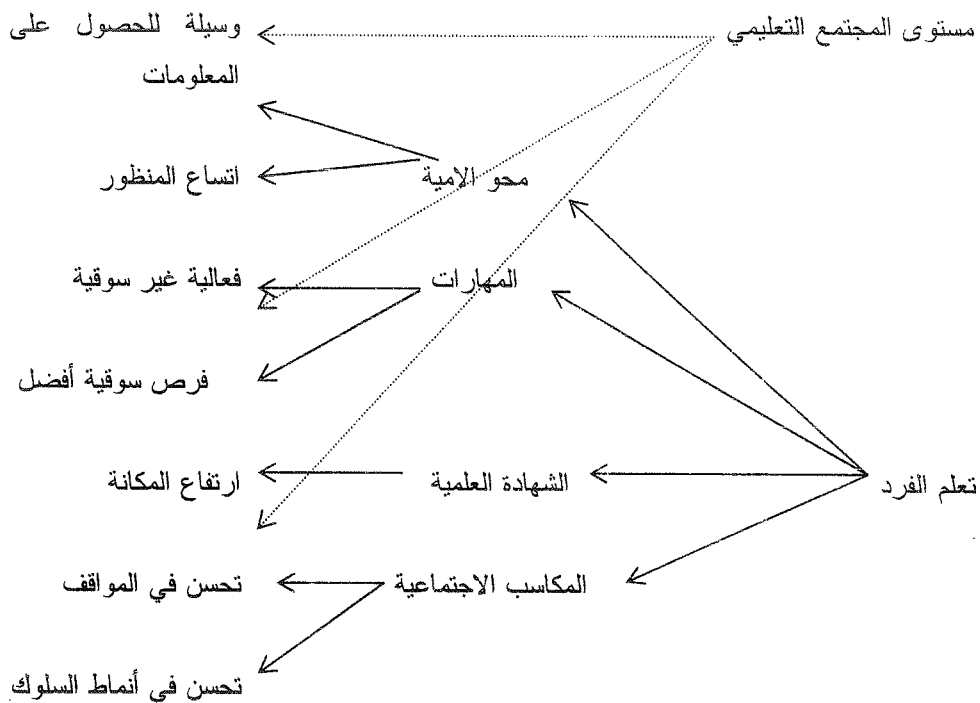 مستوى المجتمع التعليمي
وسيلة للحصول على
المعلومات
محو الامية
اتساع المنظور
المهارات
فعالية غير سوقية
فرص سوقية أفضل
تعلم الفرد
الشهادة العلمية
ارتفاع المكانة
المكاسب الاجتماعية
تحسن في المواقف
تحسن في أنماط السلوك